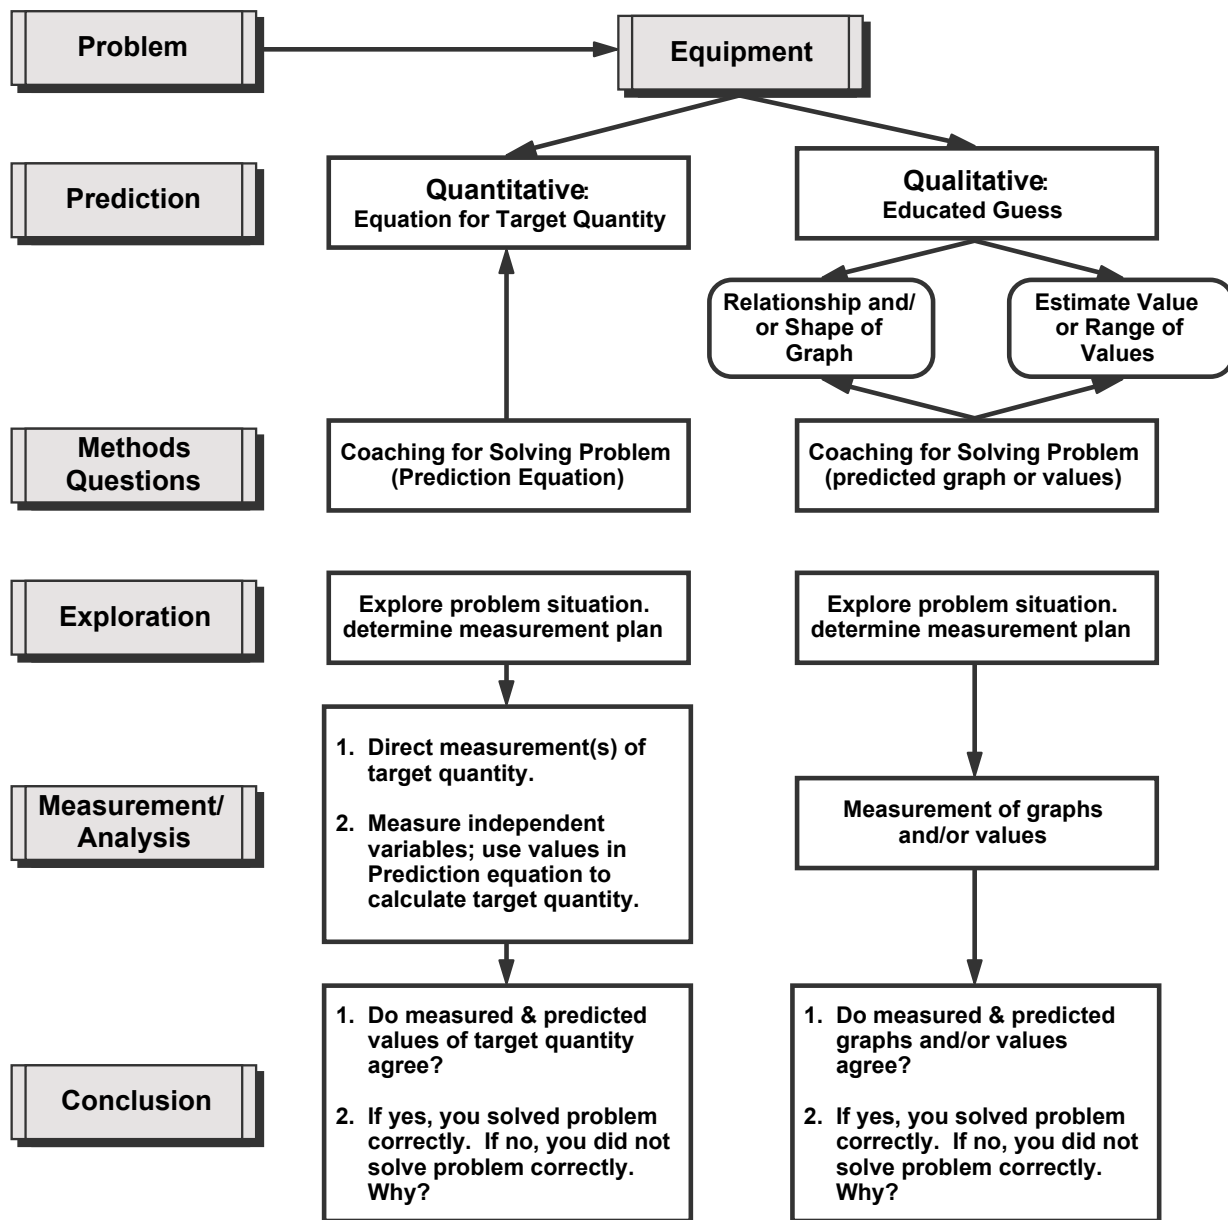 Problem
Equipment
Prediction
Quantitative:
Equation for Target Quantity
Qualitative:
Educated Guess
Relationship and/
or Shape of
Graph
Estimate Value
or Range of
Values
Methods
Questions
Coaching for Solving Problem
(Prediction Equation)
Coaching for Solving Problem
(predicted graph or values)
Exploration
Explore problem situation.
determine measurement plan
Explore problem situation.
determine measurement plan
Measurement/
Analysis
1. Direct measurement(s) of
target quantity.
2. Measure independent
variables; use values in
Prediction equation to
calculate target quantity.
Measurement of graphs
and/or values
Conclusion
1. Do measured & predicted
values of target quantity
agree?
2. If yes, you solved problem
correctly. If no, you did not
solve problem correctly.
Why?
1. Do measured & predicted
graphs and/or values
agree?
2. If yes, you solved problem
correctly. If no, you did not
solve problem correctly.
Why?